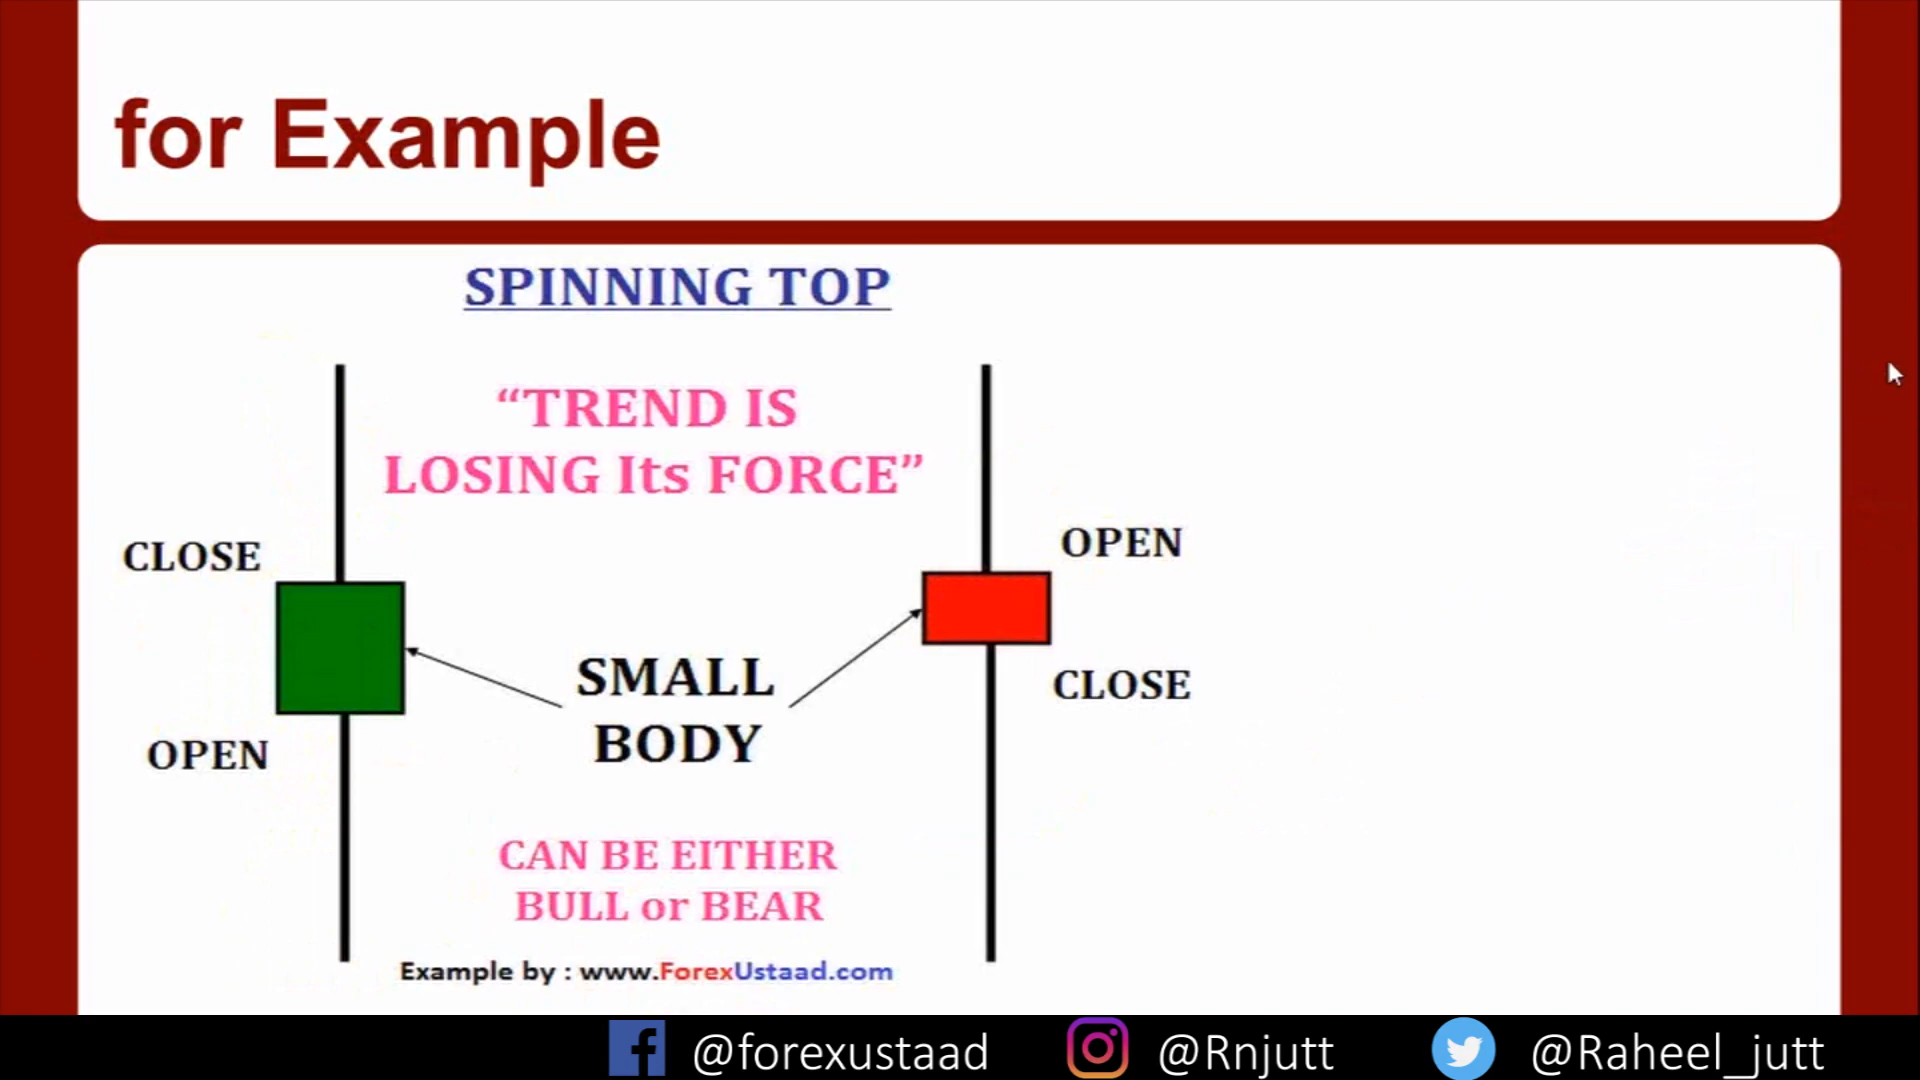 for Example
SPINNING TOP
“TREND IS
LOSING Its FORCE”
CLOSE
OPEN
OPEN
CLOSE
SMALL
BODY
CAN BE EITHER
BULL or BEAR
Example by : www.ForexUstaad.com
@forexustaad @Rnjutt @Raheel_jutt